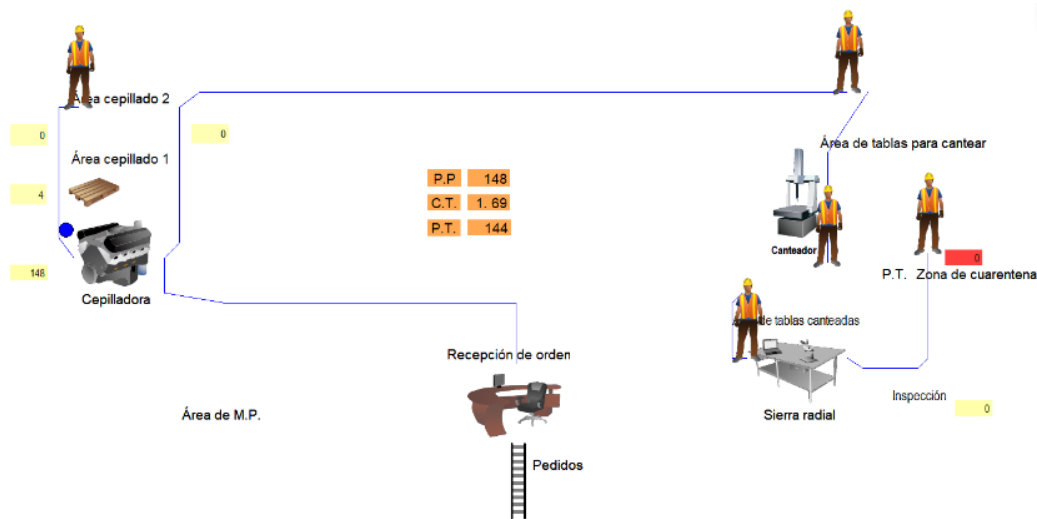 Área cepillado 2
0
0
Área cepillado 1
Área de tablas para cantear
4
P.P 148
C.T. 1. 69
P.T. 144
Canteador
0
148
P.T. Zona de cuarentena
Cepilladora
de tablas canteadas
Recepción de orden
Inspección
0
Área de M.P.
Sierra radial
Pedidos